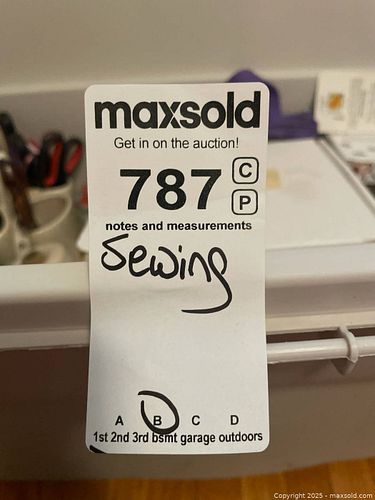 maxsold
Get in on the auction!
787 C
P
notes and measurements
Sewing
A B C D
1st 2nd 3rd bsmt garage outdoors
Copyright 2025 - maxsold.com